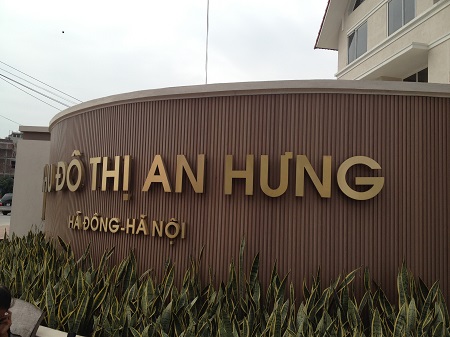 ĐÔ THỊ AN HƯNG
HÀ ĐÔNG-HÀ NỘI